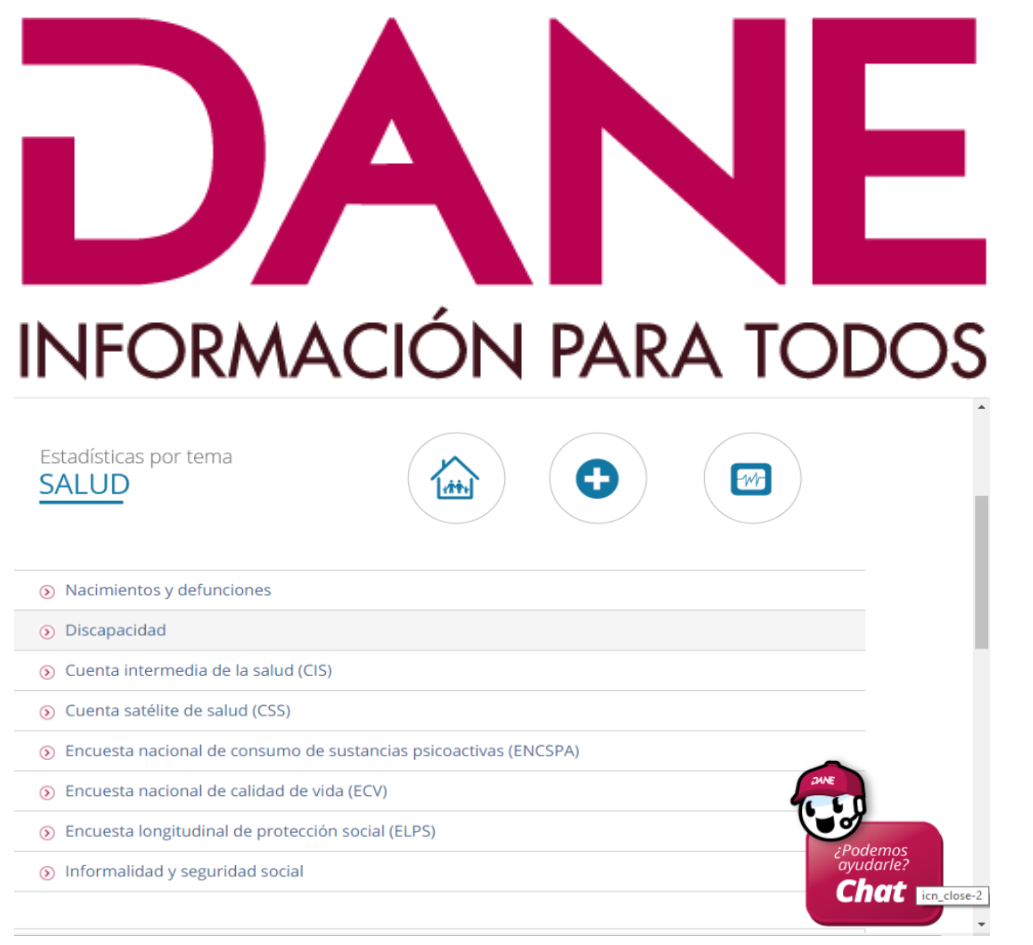 DANE
INFORMACIÓN PARA TODOS
Estadísticas por tema
SALUD
Nacimientos y defunciones
Discapacidad
Cuenta intermedia de la salud (CIS)
Cuenta satélite de salud (CSS)
Encuesta nacional de consumo de sustancias psicoactivas (ENCSPA)
Encuesta nacional de calidad de vida (ECV)
Encuesta longitudinal de protección social (ELPS)
Informalidad y seguridad social
DANE
¿Podemos
ayudarle?
Chat
icn_close-2